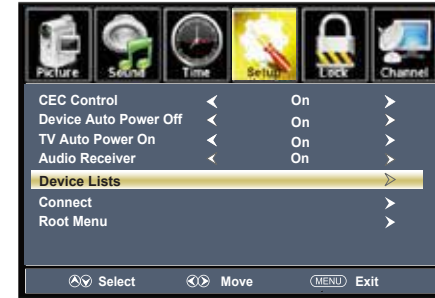 Picture Sound Time Setup Lock Channel
CEC Control On
Device Auto Power Off On
TV Auto Power On On
Audio Receiver On
Device Lists
Connect
Root Menu
Select Move MENU Exit